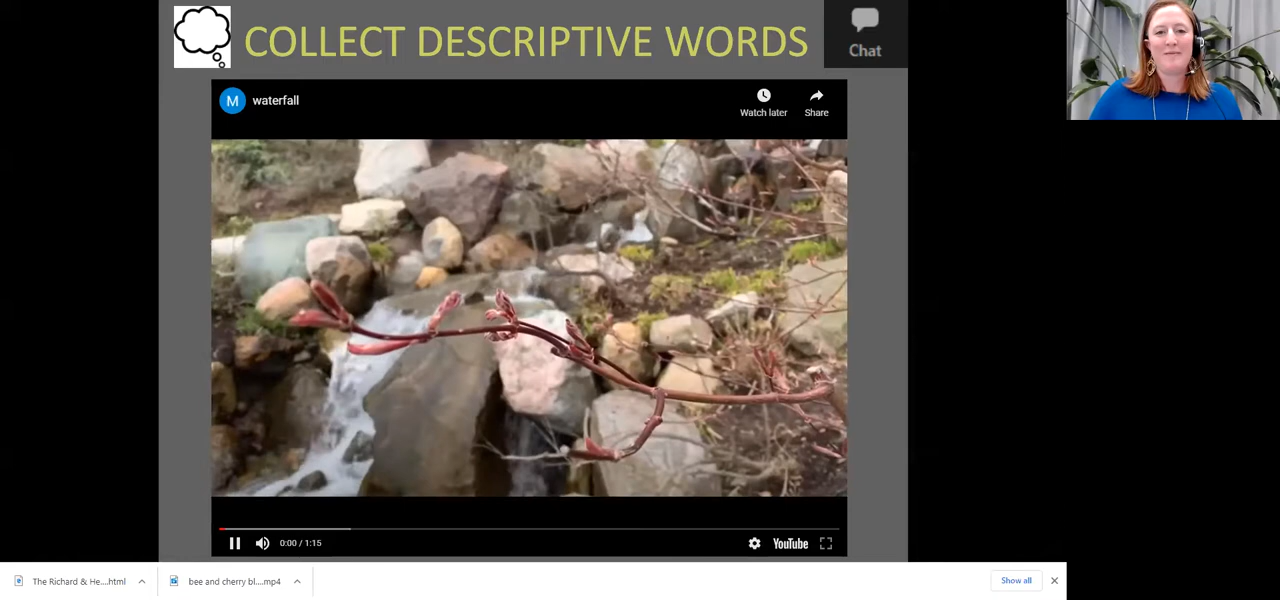 COLLECT DESCRIPTIVE WORDS
Chat
M waterfall
Watch later
Share
0:00 / 1:15
YouTube
The Richard & He....html
bee and cherry bl....mp4
Show all